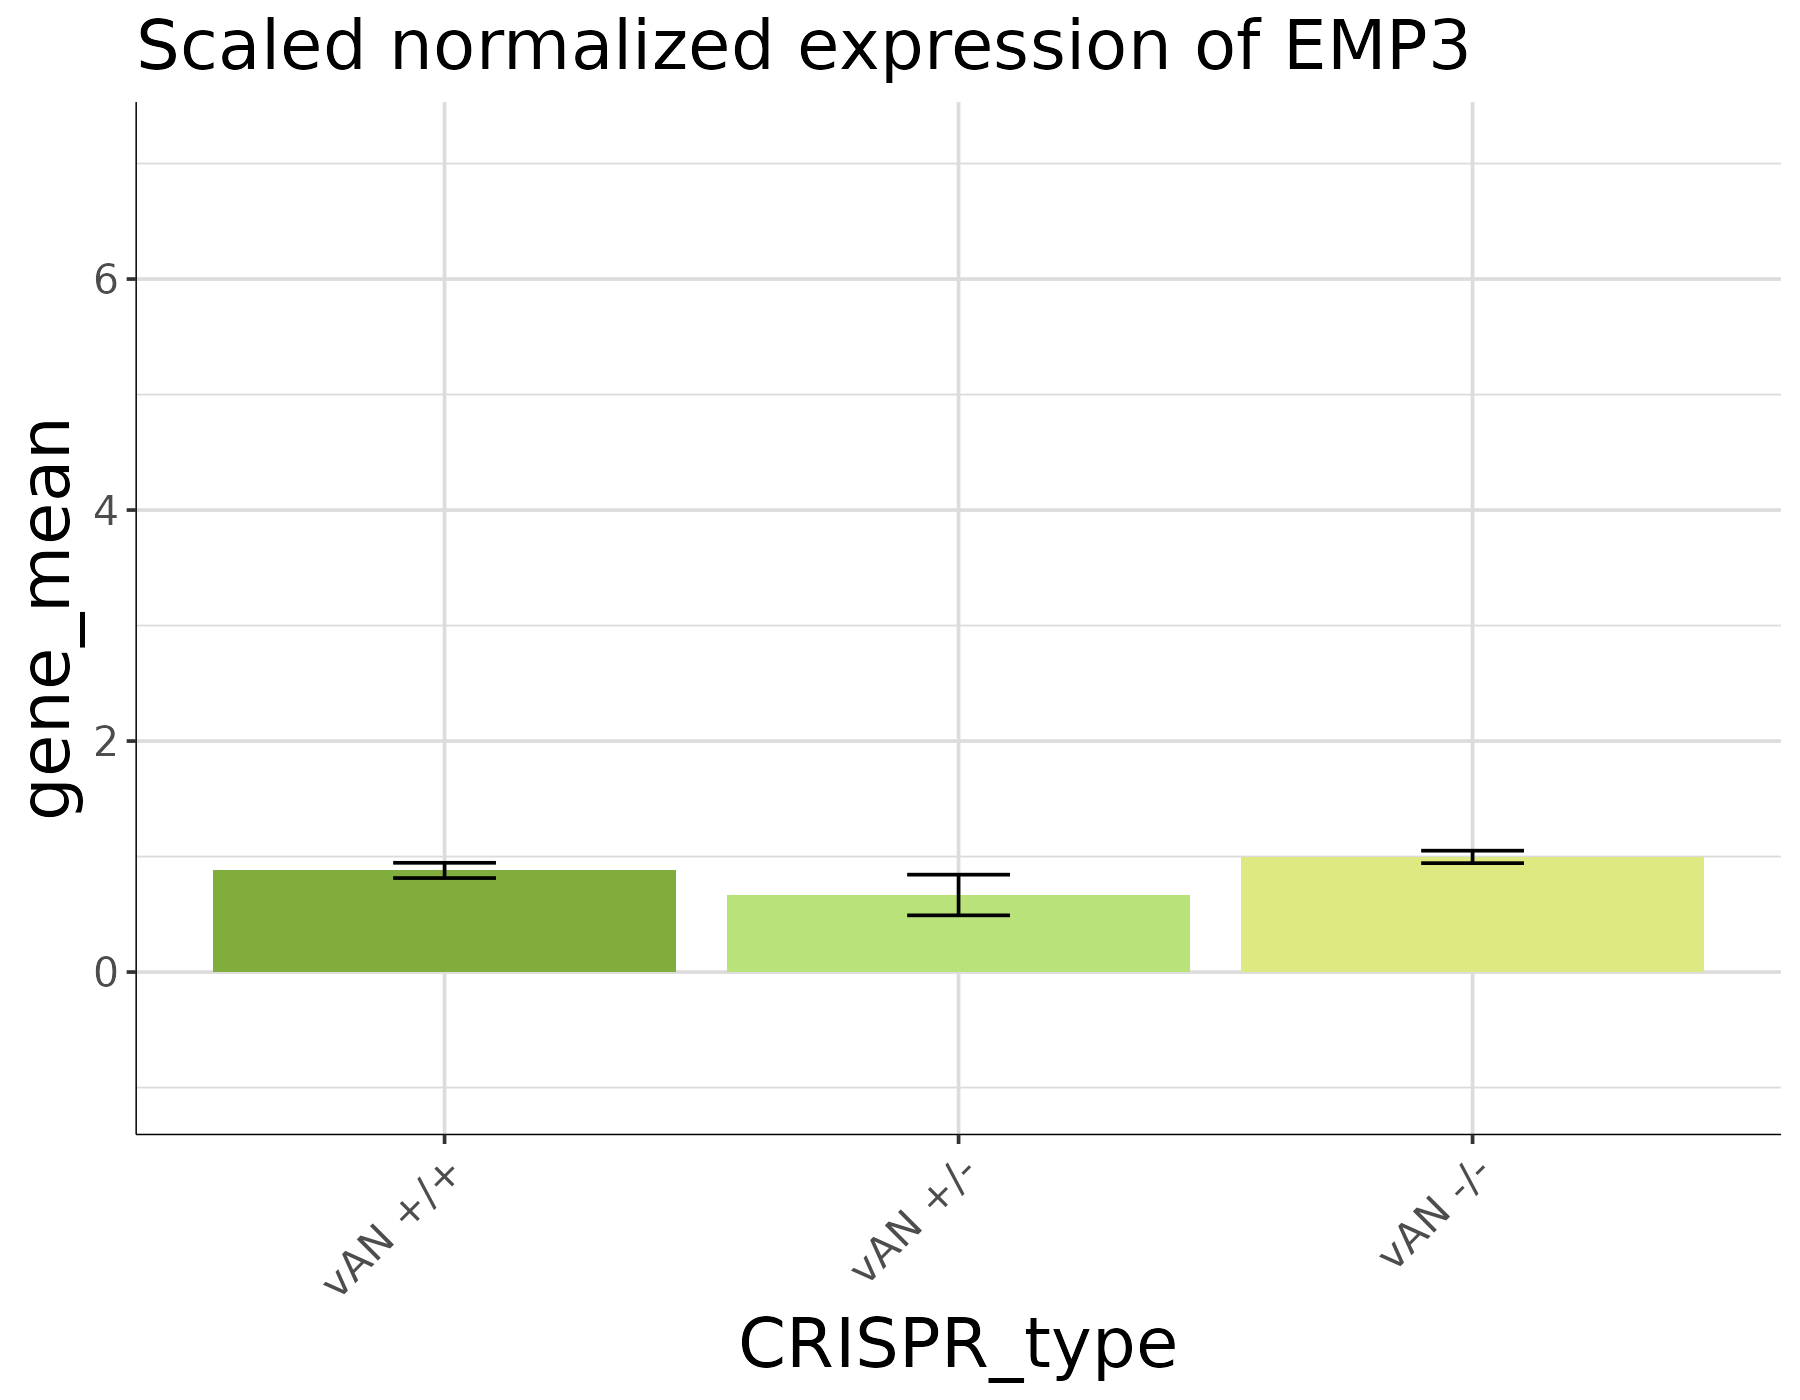 Scaled normalized expression of EMP3
gene_mean
6
4
2
0
vAN +/+
vAN +/-
vAN -/-
CRISPR_type